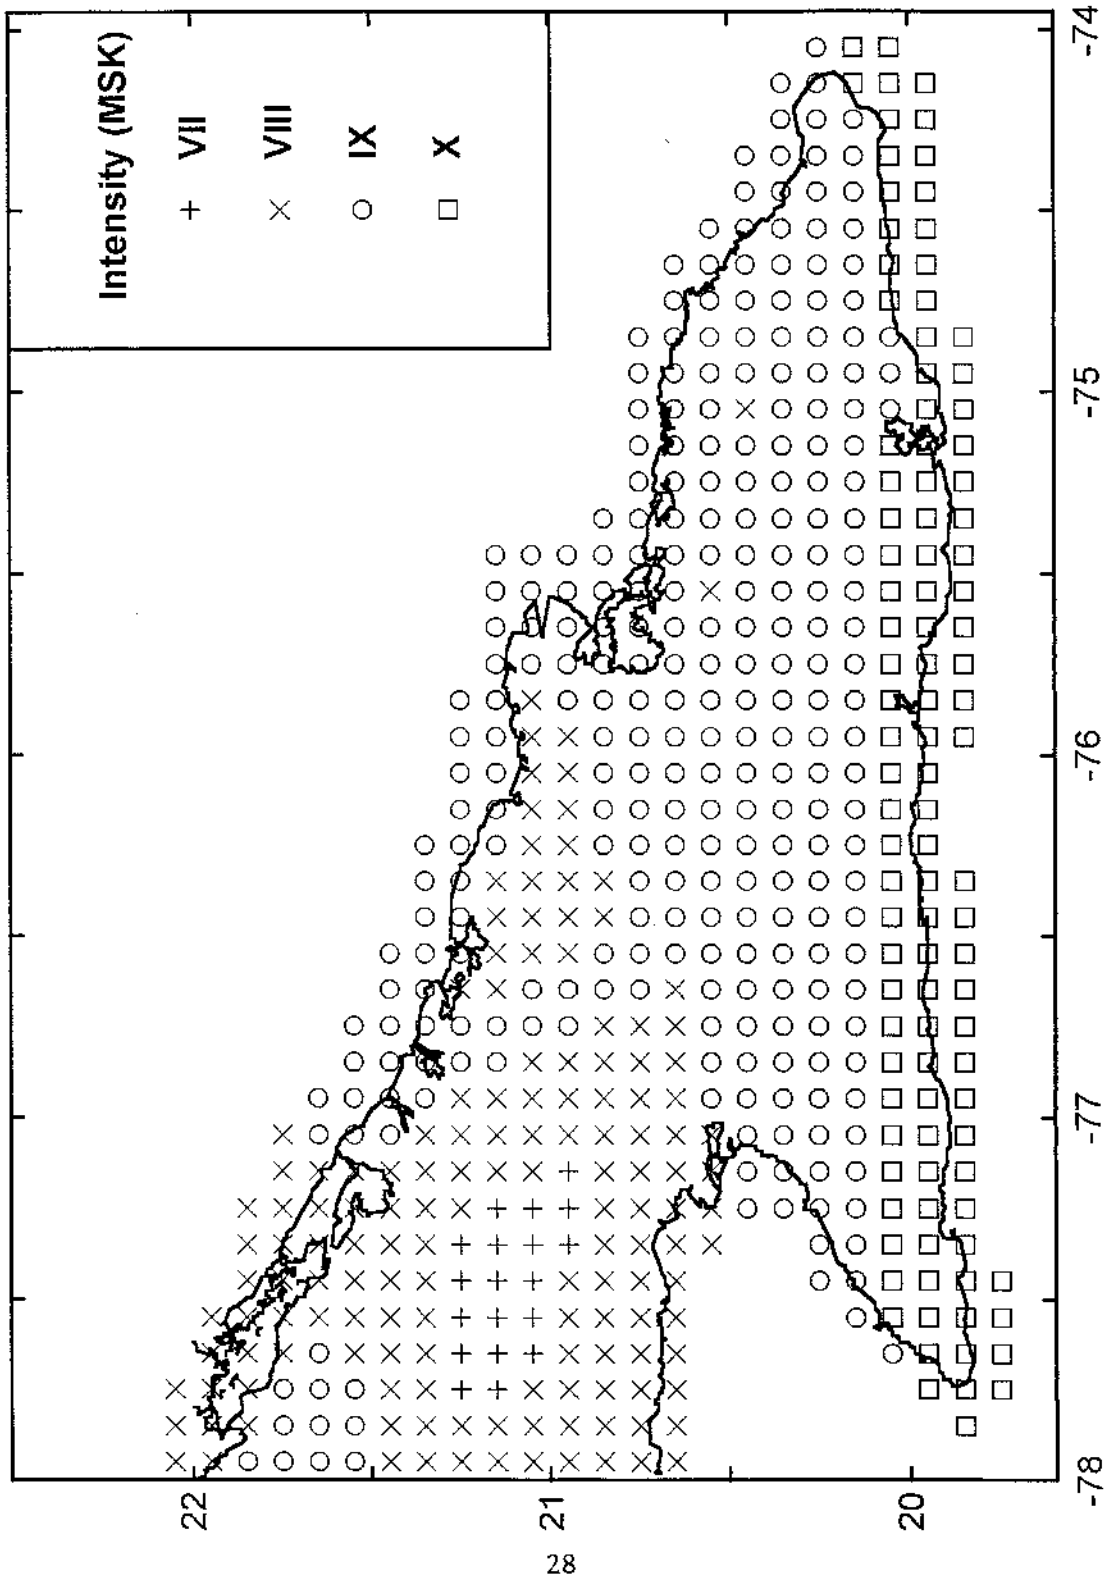 Intensity (MSK)
+ VII
× VIII
○ IX
□ X
22
21
20
-78
-77
-76
-75
-74
28